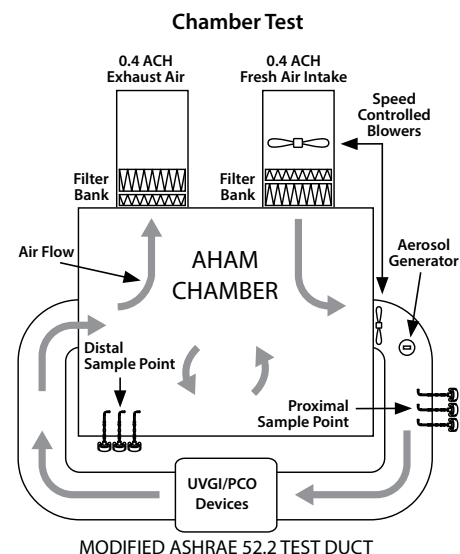 Chamber Test
0.4 ACH
Exhaust Air
0.4 ACH
Fresh Air Intake
Speed
Controlled
Blowers
Filter
Bank
Filter
Bank
Air Flow
AHAM
CHAMBER
Aerosol
Generator
Distal
Sample Point
Proximal
Sample Point
UVGI/PCO
Devices
MODIFIED ASHRAE 52.2 TEST DUCT